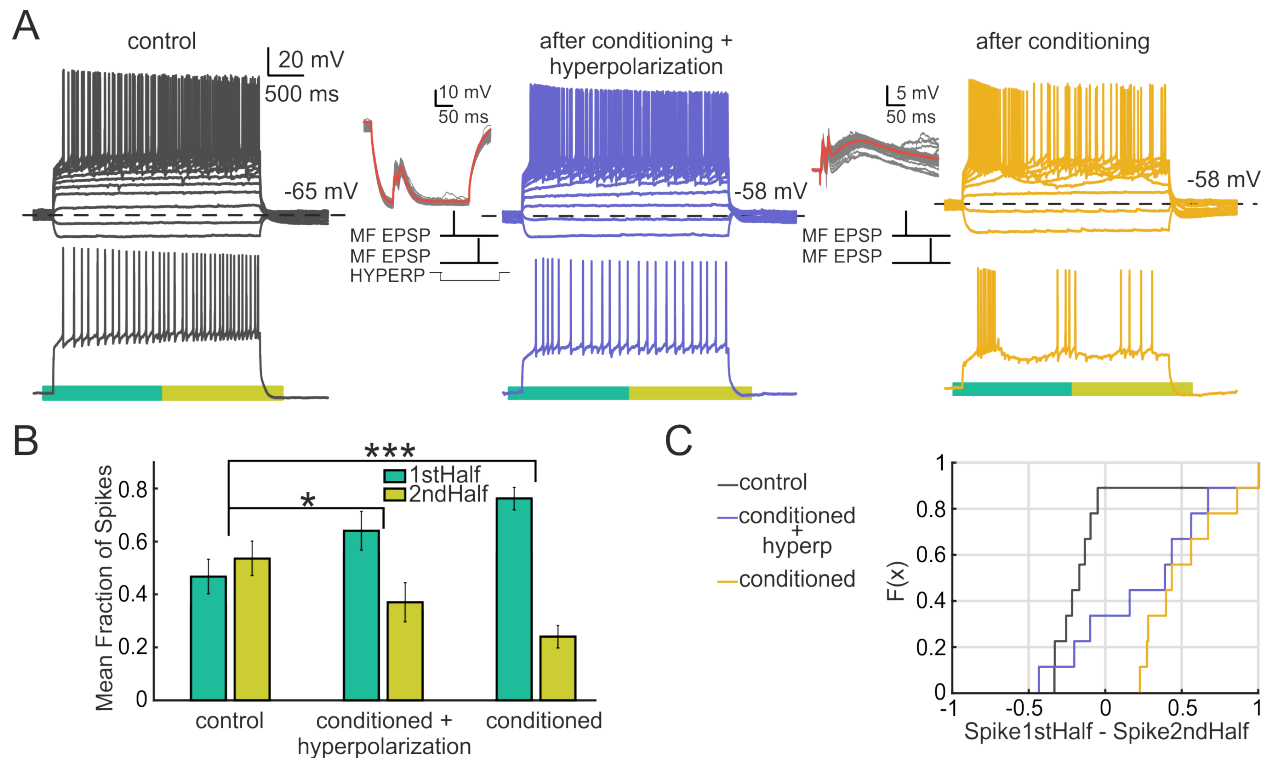 A
control
20 mV
500 ms
-65 mV
10 mV
50 ms
MF EPSP
MF EPSP
HYPERP
after conditioning +
hyperpolarization
-58 mV
5 mV
50 ms
MF EPSP
MF EPSP
after conditioning
-58 mV
B
Mean Fraction of Spikes
0.8
0.6
0.4
0.2
0
***
*
1stHalf
2ndHalf
control
conditioned +
hyperpolarization
conditioned
C
control
conditioned
+
hyperp
conditioned
F(x)
1
0.8
0.6
0.4
0.2
0
-1 -0.5 0 0.5 1
Spike1stHalf - Spike2ndHalf